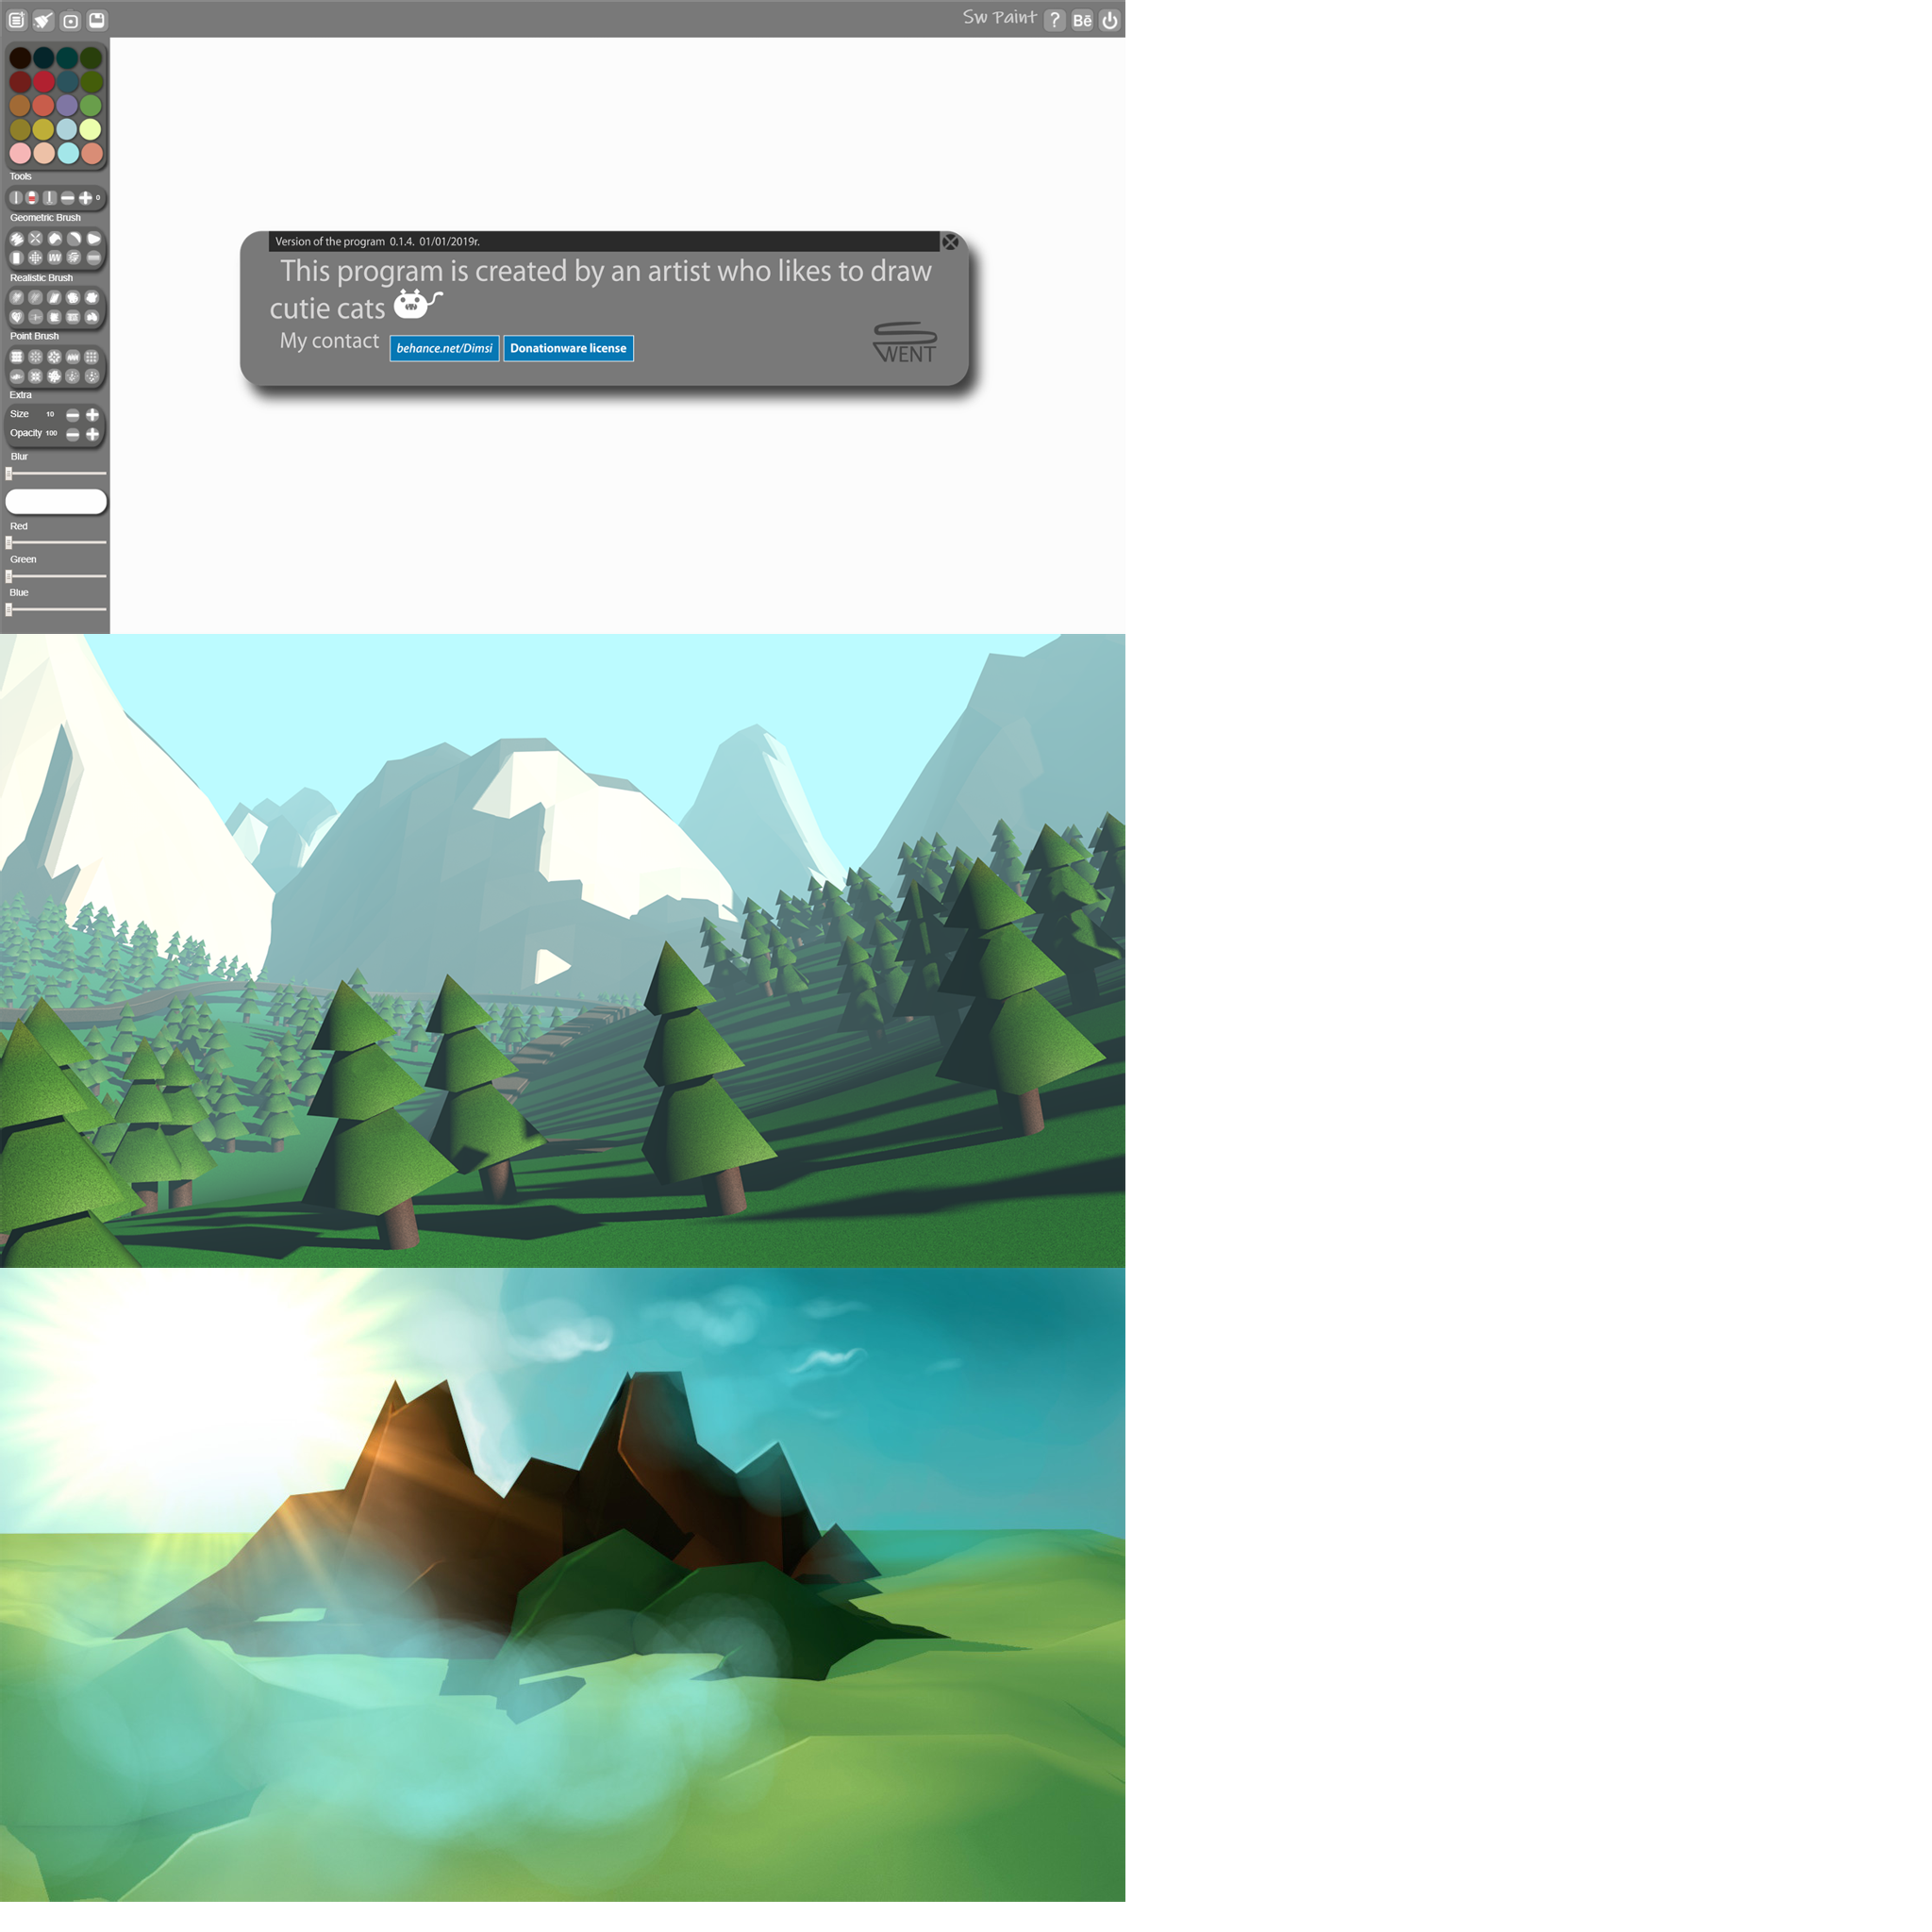 Sw Paint ? Bē
Tools
0
Geometric Brush
Realistic Brush
Point Brush
Extra
Size 10
Opacity 100
Blur
Red
Green
Blue
Version of the program 0.1.4. 01/01/2019r.
This program is created by an artist who likes to draw
cutie cats
My contact behance.net/Dimsi Donationware license
SWENT